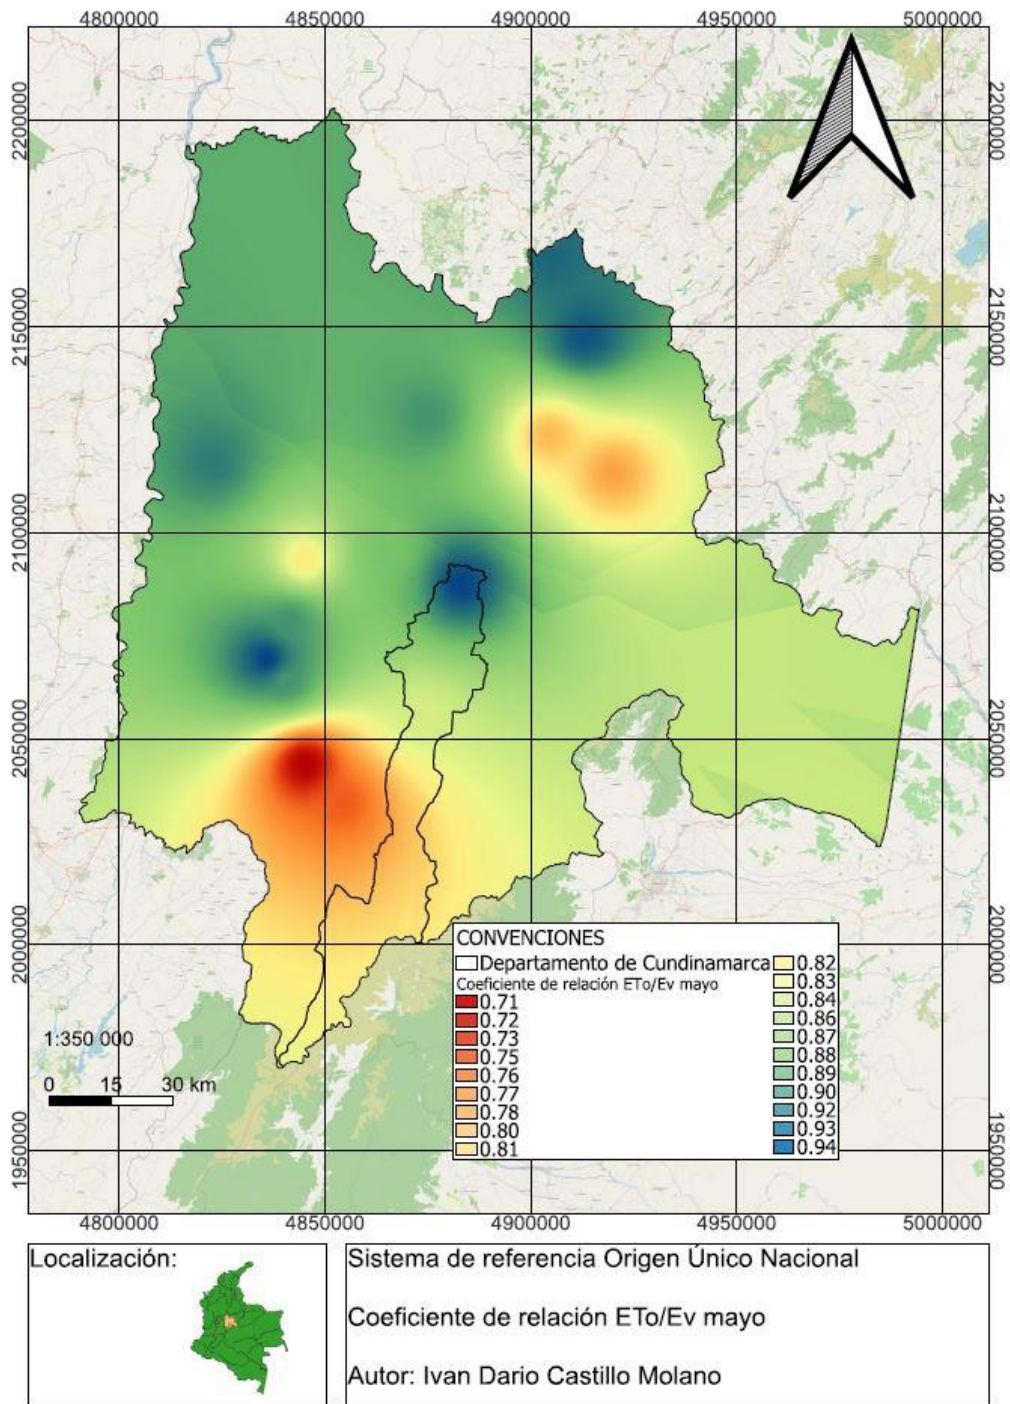 4800000 4850000 4900000 4950000 5000000
2200000 2200000
2150000 2150000
2100000 2100000
2050000 2050000
2000000 2000000
1950000 1950000
CONVENCIONES
Departamento de Cundinamarca
Coeficiente de relación ETo/Ev mayo
0.71
0.72
0.73
0.75
0.76
0.77
0.78
0.80
0.81
0.82
0.83
0.84
0.86
0.87
0.88
0.89
0.90
0.92
0.93
0.94
1:350 000
0 15 30 km
4800000 4850000 4900000 4950000 5000000
Localización:
Sistema de referencia Origen Único Nacional
Coeficiente de relación ETo/Ev mayo
Autor: Ivan Dario Castillo Molano